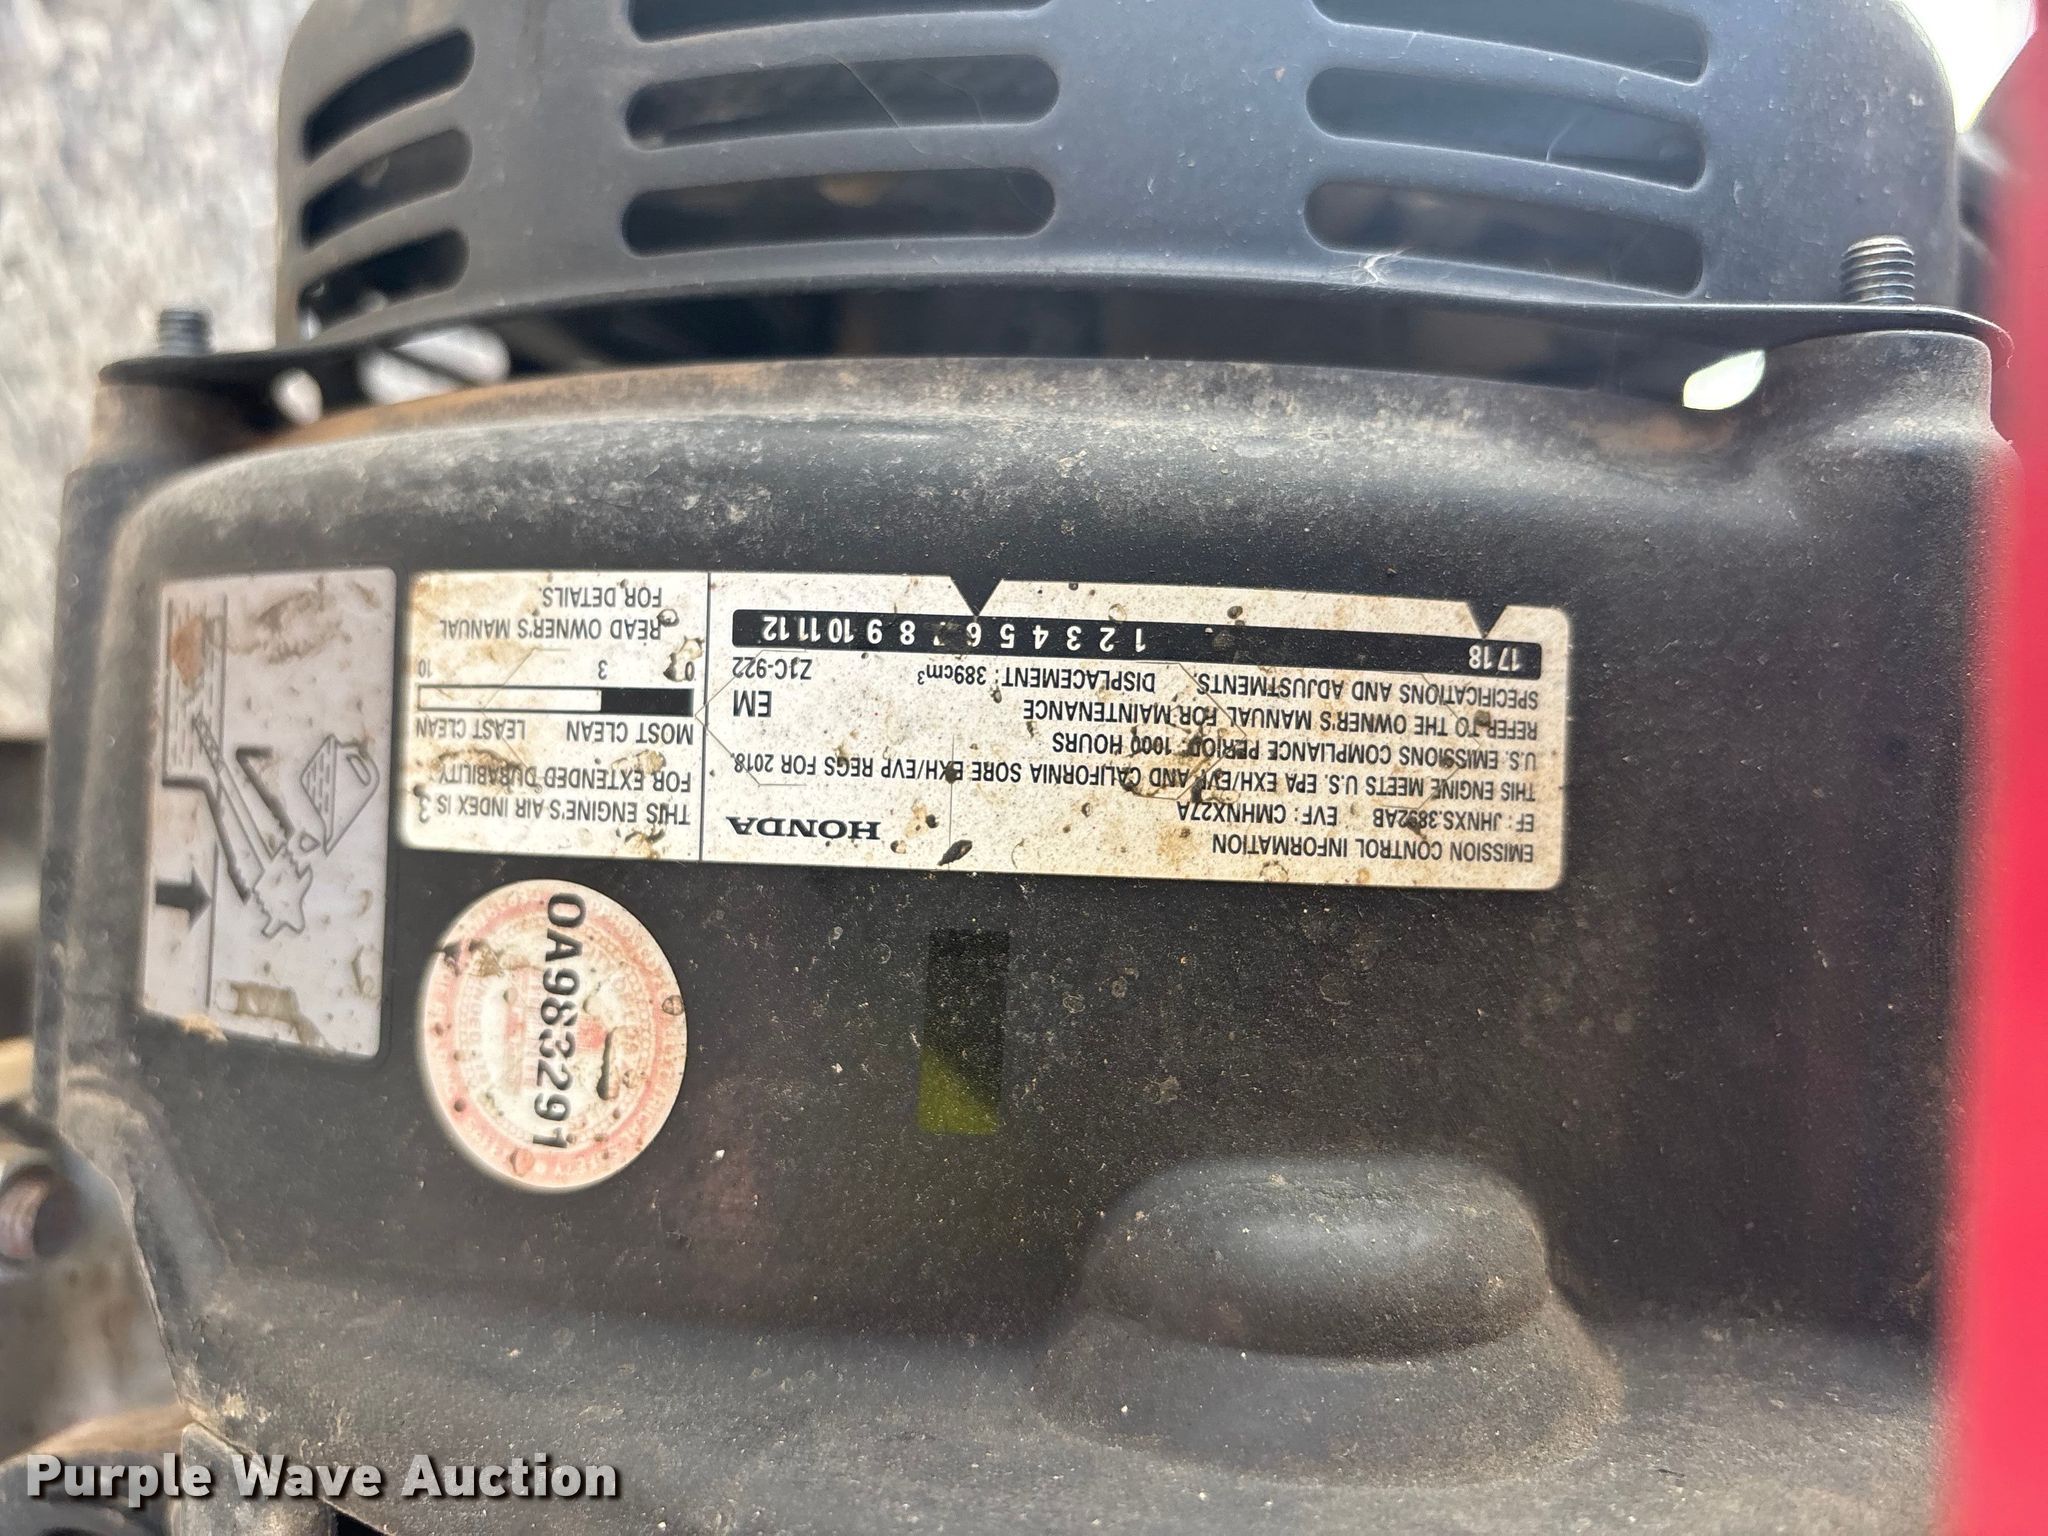 EMISSION CONTROL INFORMATION
HONDA
EF: JHNXS.3892AB EVF: CMHNX27A
THIS ENGINE MEETS U.S. EPA EXH/EVP AND CALIFORNIA SORE EXH/EVP REGS FOR 2018.
U.S. EMISSIONS COMPLIANCE PERIOD: 1000 HOURS
REFER TO THE OWNER'S MANUAL FOR MAINTENANCE
EM
SPECIFICATIONS AND ADJUSTMENTS. DISPLACEMENT: 389cm³ Z1C-922
17 18 1 2 3 4 5 6 7 8 9 10 11 12
THIS ENGINE'S AIR INDEX IS 3
FOR EXTENDED DURABILITY.
MOST CLEAN LEAST CLEAN
0 3 10
READ OWNER'S MANUAL
FOR DETAILS.
OA983291
Purple Wave Auction